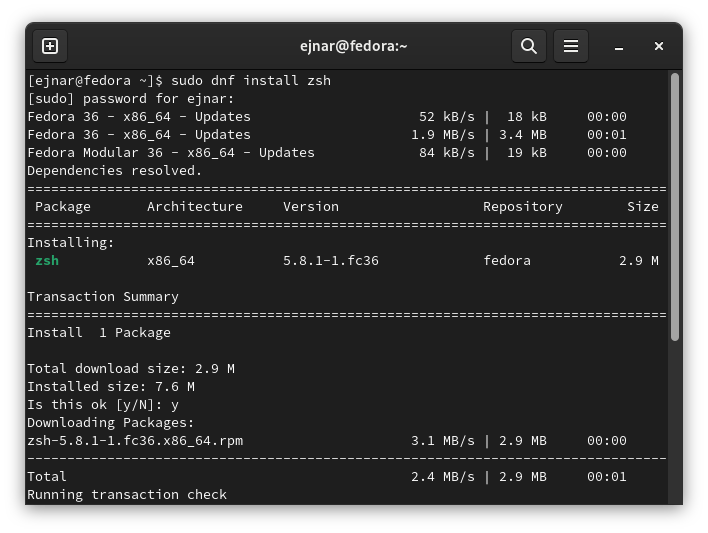 ejnar@fedora:~
[ejnar@fedora ~]$ sudo dnf install zsh
[sudo] password for ejnar:
Fedora 36 - x86_64 - Updates                     52 kB/s |  18 kB     00:00
Fedora 36 - x86_64 - Updates                    1.9 MB/s | 3.4 MB     00:01
Fedora Modular 36 - x86_64 - Updates             84 kB/s |  19 kB     00:00
Dependencies resolved.
================================================================================
 Package       Architecture     Version                  Repository        Size
================================================================================
Installing:
 zsh           x86_64           5.8.1-1.fc36             fedora           2.9 M

Transaction Summary
================================================================================
Install  1 Package

Total download size: 2.9 M
Installed size: 7.6 M
Is this ok [y/N]: y
Downloading Packages:
zsh-5.8.1-1.fc36.x86_64.rpm                     3.1 MB/s | 2.9 MB     00:00
--------------------------------------------------------------------------------
Total                                           2.4 MB/s | 2.9 MB     00:01
Running transaction check